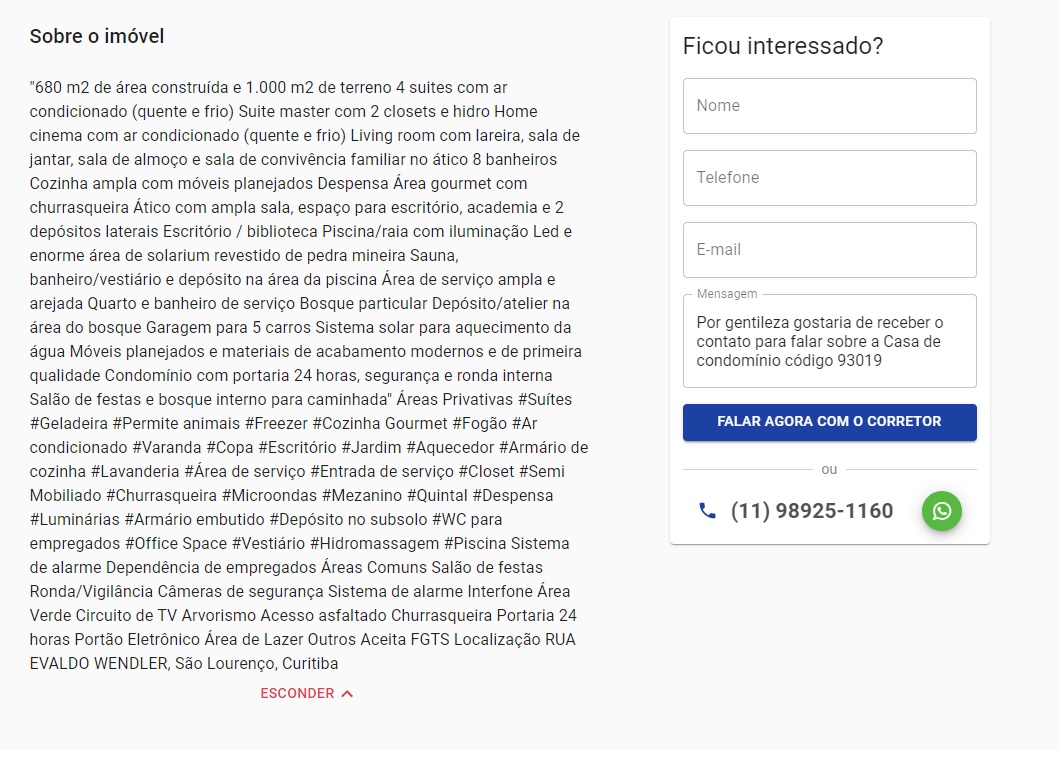 Sobre o imóvel
"680 m2 de área construída e 1.000 m2 de terreno 4 suites com ar
condicionado (quente e frio) Suite master com 2 closets e hidro Home
cinema com ar condicionado (quente e frio) Living room com lareira, sala de
jantar, sala de almoço e sala de convivência familiar no ático 8 banheiros
Cozinha ampla com móveis planejados Despensa Área gourmet com
churrasqueira Ático com ampla sala, espaço para escritório, academia e 2
depósitos laterais Escritório / biblioteca Piscina/raia com iluminação Led e
enorme área de solarium revestido de pedra mineira Sauna,
banheiro/vestiário e depósito na área da piscina Área de serviço ampla e
arejada Quarto e banheiro de serviço Bosque particular Depósito/atelier na
área do bosque Garagem para 5 carros Sistema solar para aquecimento da
água Móveis planejados e materiais de acabamento modernos e de primeira
qualidade Condomínio com portaria 24 horas, segurança e ronda interna
Salão de festas e bosque interno para caminhada" Áreas Privativas #Suítes
#Geladeira #Permite animais #Freezer #Cozinha Gourmet #Fogão #Ar
condicionado #Varanda #Copa #Escritório #Jardim #Aquecedor #Armário de
cozinha #Lavanderia #Área de serviço #Entrada de serviço #Closet #Semi
Mobiliado #Churrasqueira #Microondas #Mezanino #Quintal #Despensa
#Luminárias #Armário embutido #Depósito no subsolo #WC para
empregados #Office Space #Vestiário #Hidromassagem #Piscina Sistema
de alarme Dependência de empregados Áreas Comuns Salão de festas
Ronda/Vigilância Câmeras de segurança Sistema de alarme Interfone Área
Verde Circuito de TV Arvorismo Acesso asfaltado Churrasqueira Portaria 24
horas Portão Eletrônico Área de Lazer Outros Aceita FGTS Localização RUA
EVALDO WENDLER, São Lourenço, Curitiba
ESCONDER
Ficou interessado?
Nome
Telefone
E-mail
Mensagem
Por gentileza gostaria de receber o
contato para falar sobre a Casa de
condomínio código 93019
FALAR AGORA COM O CORRETOR
ou
(11) 98925-1160